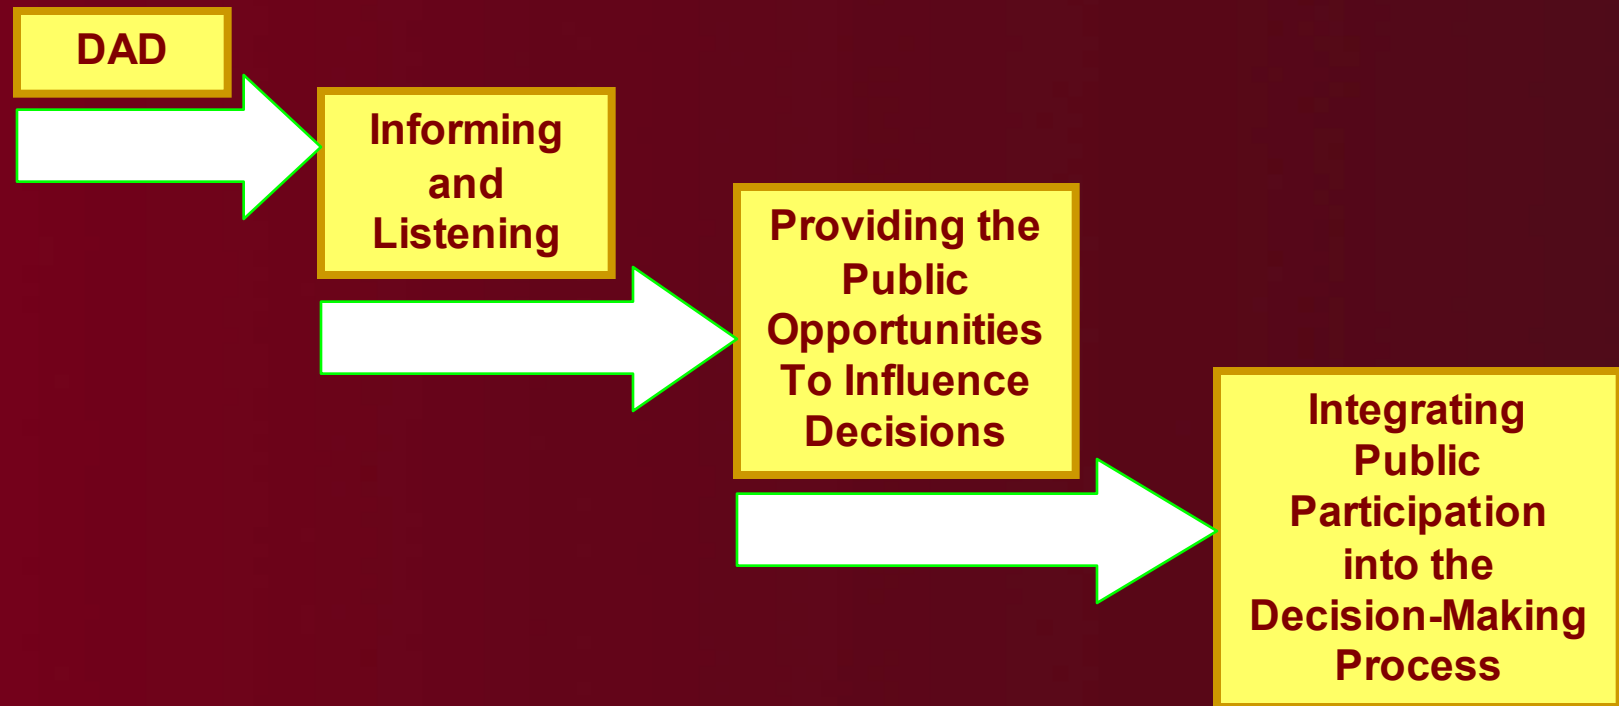 DAD
Informing
and
Listening
Providing the
Public
Opportunities
To Influence
Decisions
Integrating
Public
Participation
into the
Decision-Making
Process